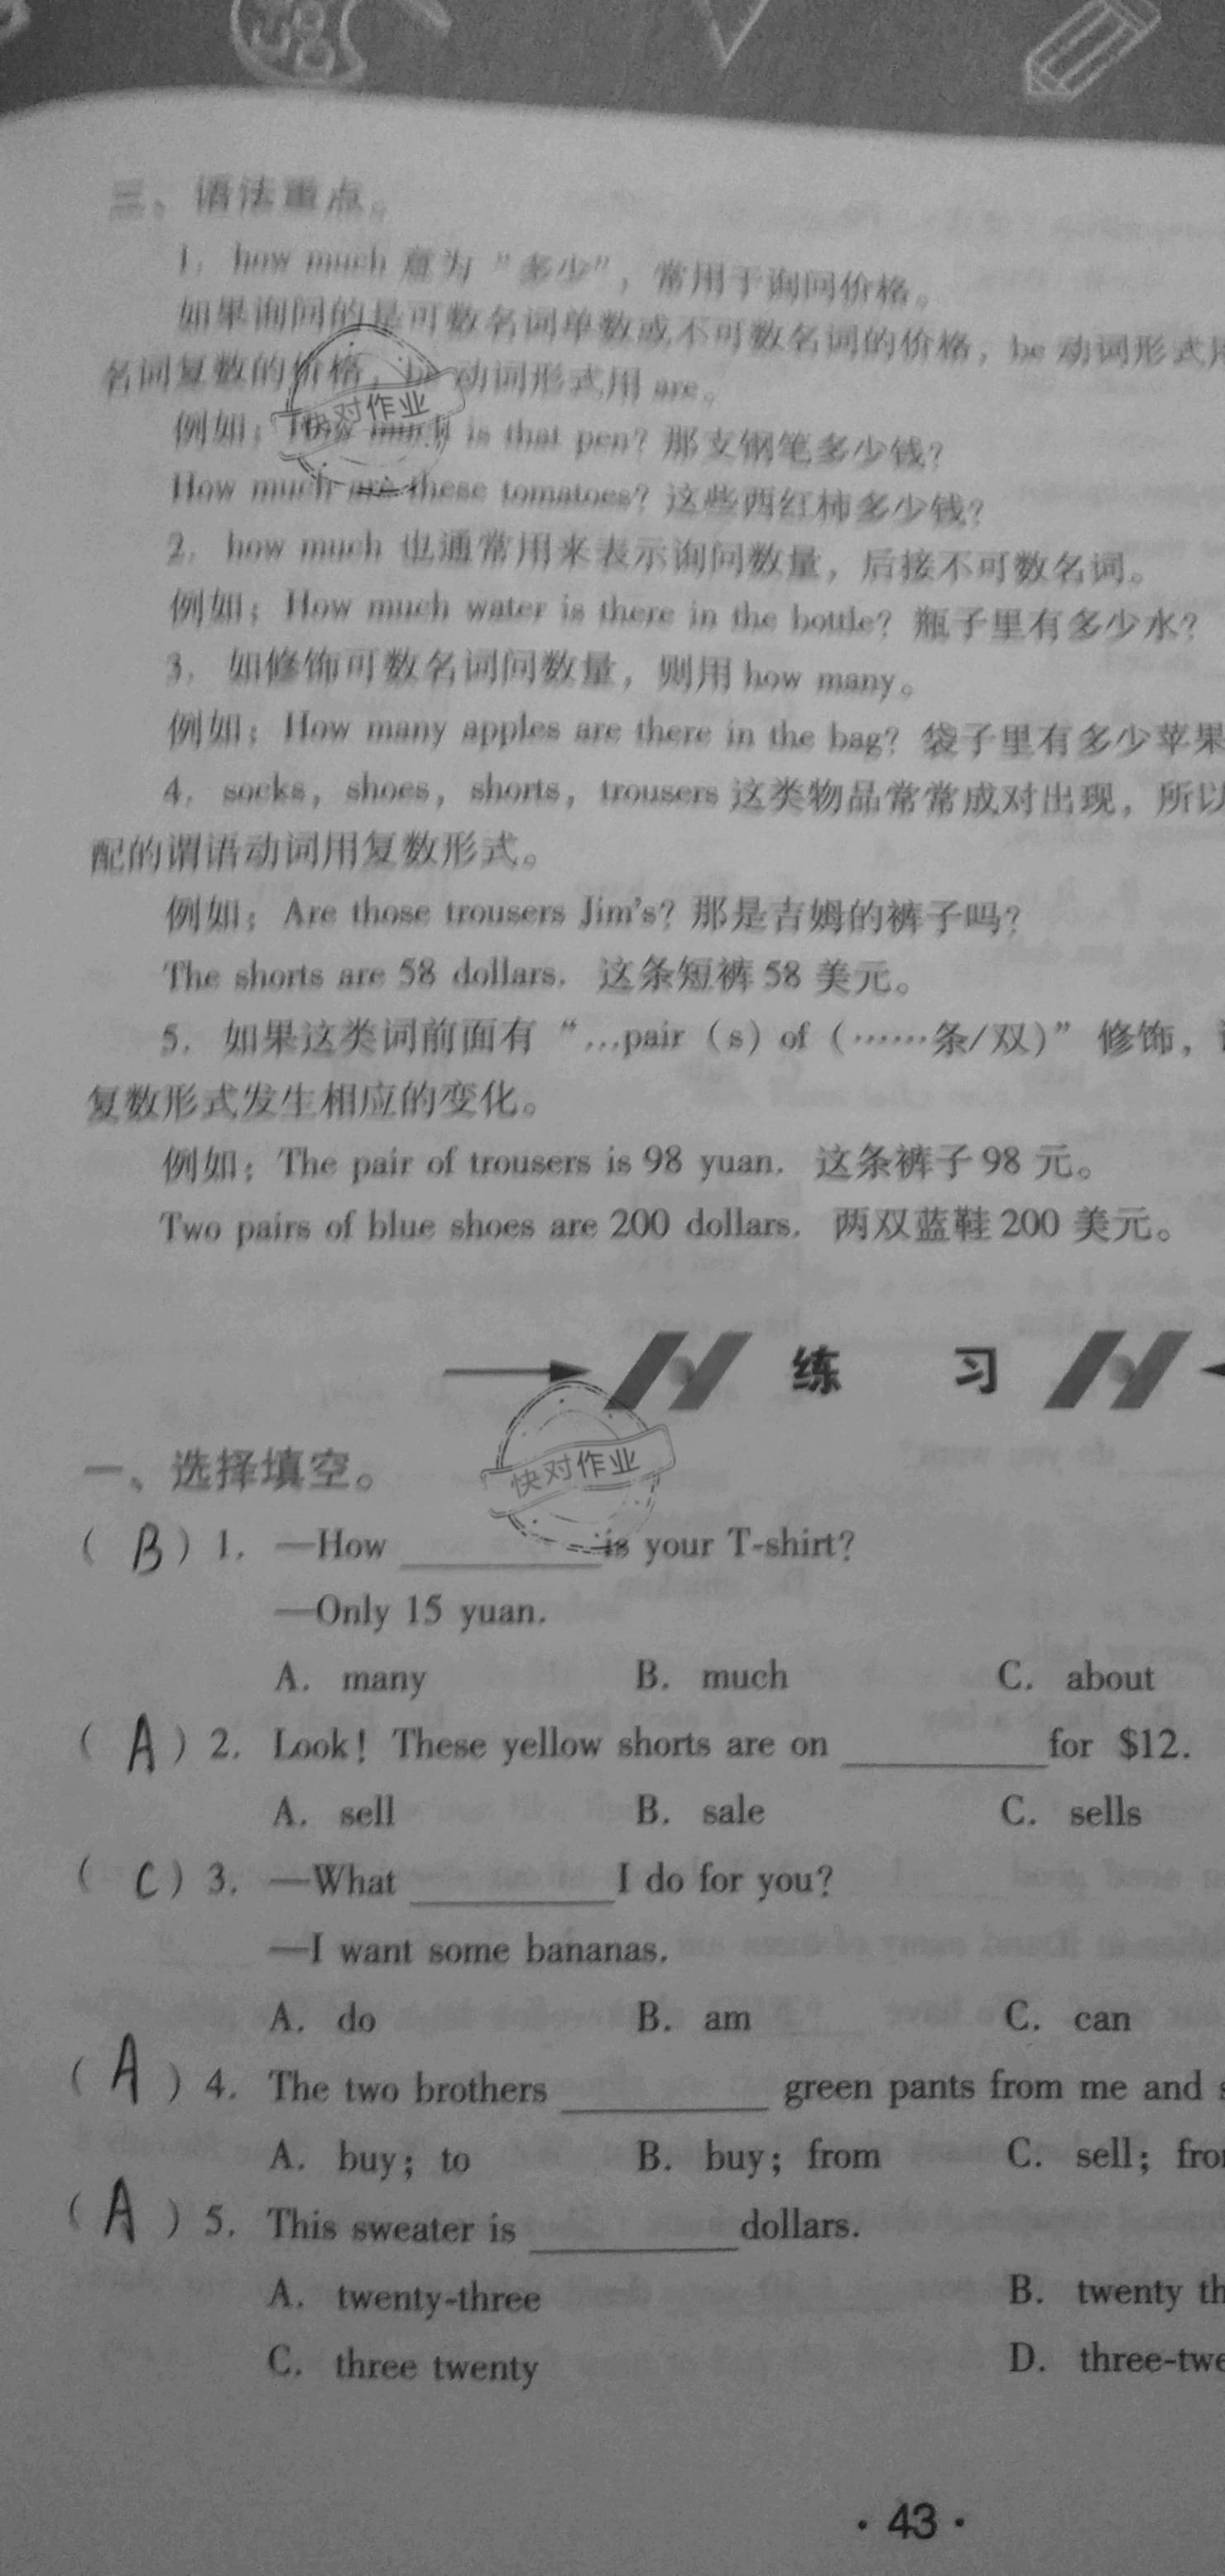 三、语法重点。
1. how much 意为“多少”，常用于询问价格。
如果询问的是可数名词单数或不可数名词的价格，be 动词形式
名词复数的价格，be 动词形式用 are。
例如：How much is that pen? 那支钢笔多少钱?
How much are these tomatoes? 这些西红柿多少钱?
2. how much 也通常用来表示询问数量，后接不可数名词。
例如：How much water is there in the bottle? 瓶子里有多少水?
3. 如修饰可数名词问数量，则用 how many。
例如：How many apples are there in the bag? 袋子里有多少苹果
4. socks, shoes, shorts, trousers 这类物品常常成对出现，所以
配的谓语动词用复数形式。
例如：Are those trousers Jim's? 那是吉姆的裤子吗?
The shorts are 58 dollars. 这条短裤 58 美元。
5. 如果这类词前面有“…pair（s）of（……条/双）”修饰，
复数形式发生相应的变化。
例如：The pair of trousers is 98 yuan. 这条裤子 98 元。
Two pairs of blue shoes are 200 dollars. 两双蓝鞋 200 美元。
快对作业
练 习
快对作业
一、选择填空。
( B ) 1. —How ________ is your T-shirt?
—Only 15 yuan.
A. many B. much C. about
( A ) 2. Look! These yellow shorts are on ________ for $12.
A. sell B. sale C. sells
( C ) 3. —What ________ I do for you?
—I want some bananas.
A. do B. am C. can
( A ) 4. The two brothers ________ green pants from me and
A. buy; to B. buy; from C. sell; fro
( A ) 5. This sweater is ________ dollars.
A. twenty-three B. twenty th
C. three twenty D. three-twe
·43·